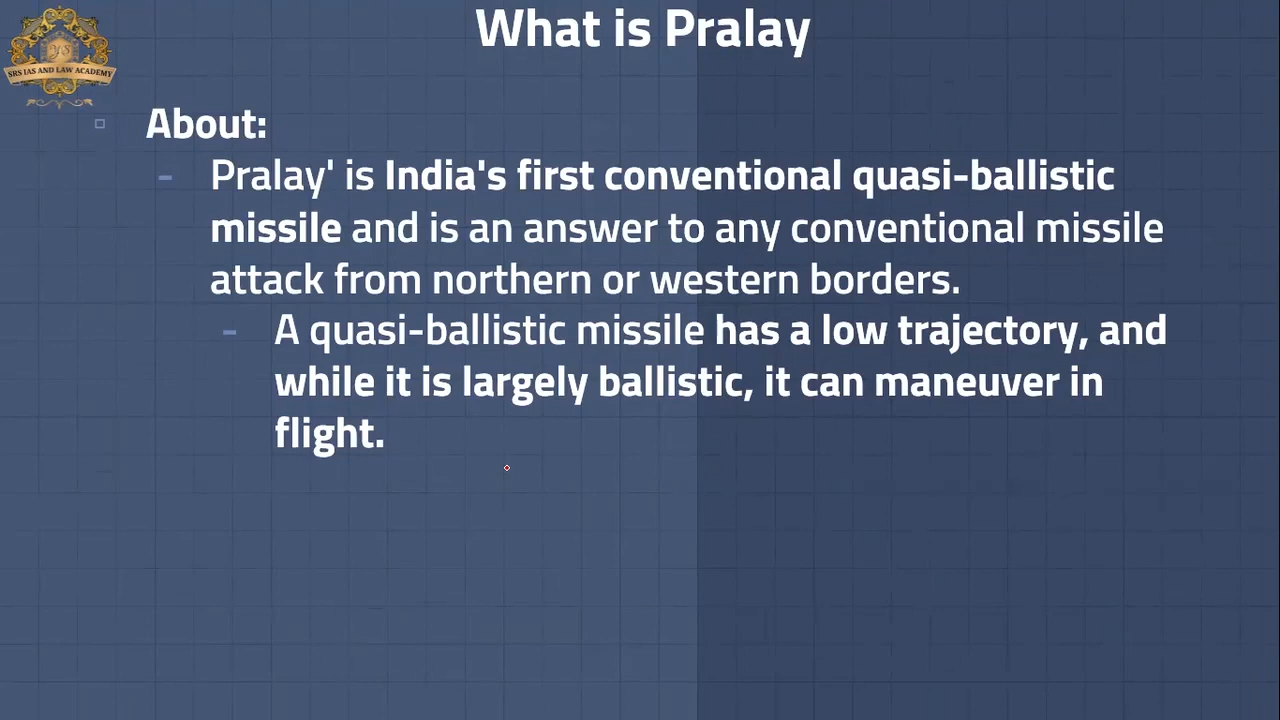 What is Pralay
SRS IAS AND LAW ACADEMY
About:
- Pralay' is India's first conventional quasi-ballistic
missile and is an answer to any conventional missile
attack from northern or western borders.
- A quasi-ballistic missile has a low trajectory, and
while it is largely ballistic, it can maneuver in
flight.